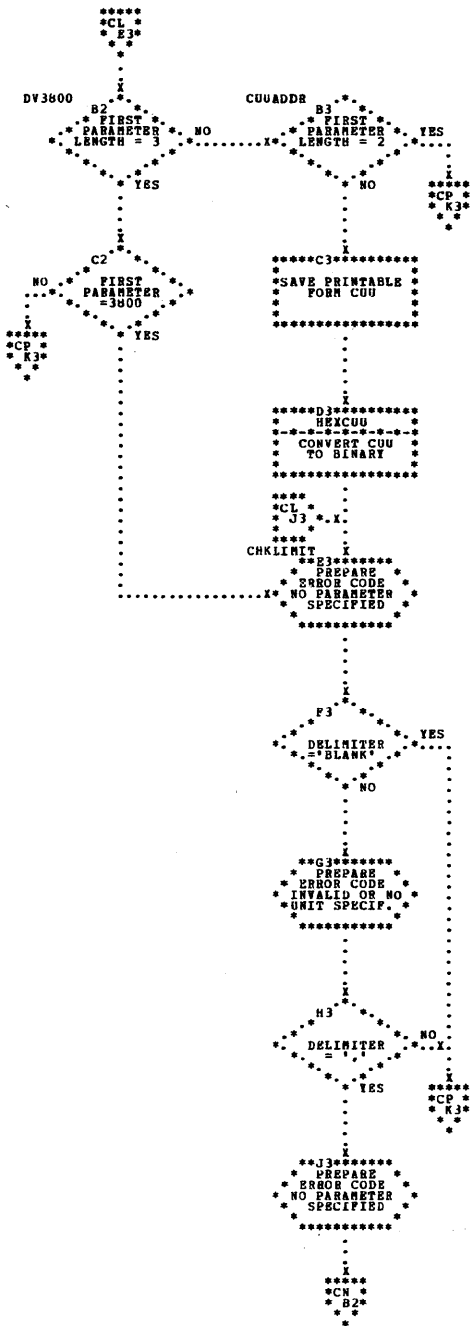 CL
E3
DV3800
B2
FIRST
PARAMETER
LENGTH = 3
NO
YES
CUUADDR
B3
FIRST
PARAMETER
LENGTH = 2
YES
NO
CP
K3
C2
FIRST
PARAMETER
=3800
NO
YES
CP
K3
C3
SAVE PRINTABLE
FORM CUU
D3
HEXCUU
CONVERT CUU
TO BINARY
CL
J3
CHKLIMIT
E3
PREPARE
ERROR CODE
NO PARAMETER
SPECIFIED
F3
DELIMITER
='BLANK'
YES
NO
G3
PREPARE
ERROR CODE
INVALID OR NO
UNIT SPECIF.
H3
DELIMITER
= ','
NO
YES
CP
K3
J3
PREPARE
ERROR CODE
NO PARAMETER
SPECIFIED
CN
B2